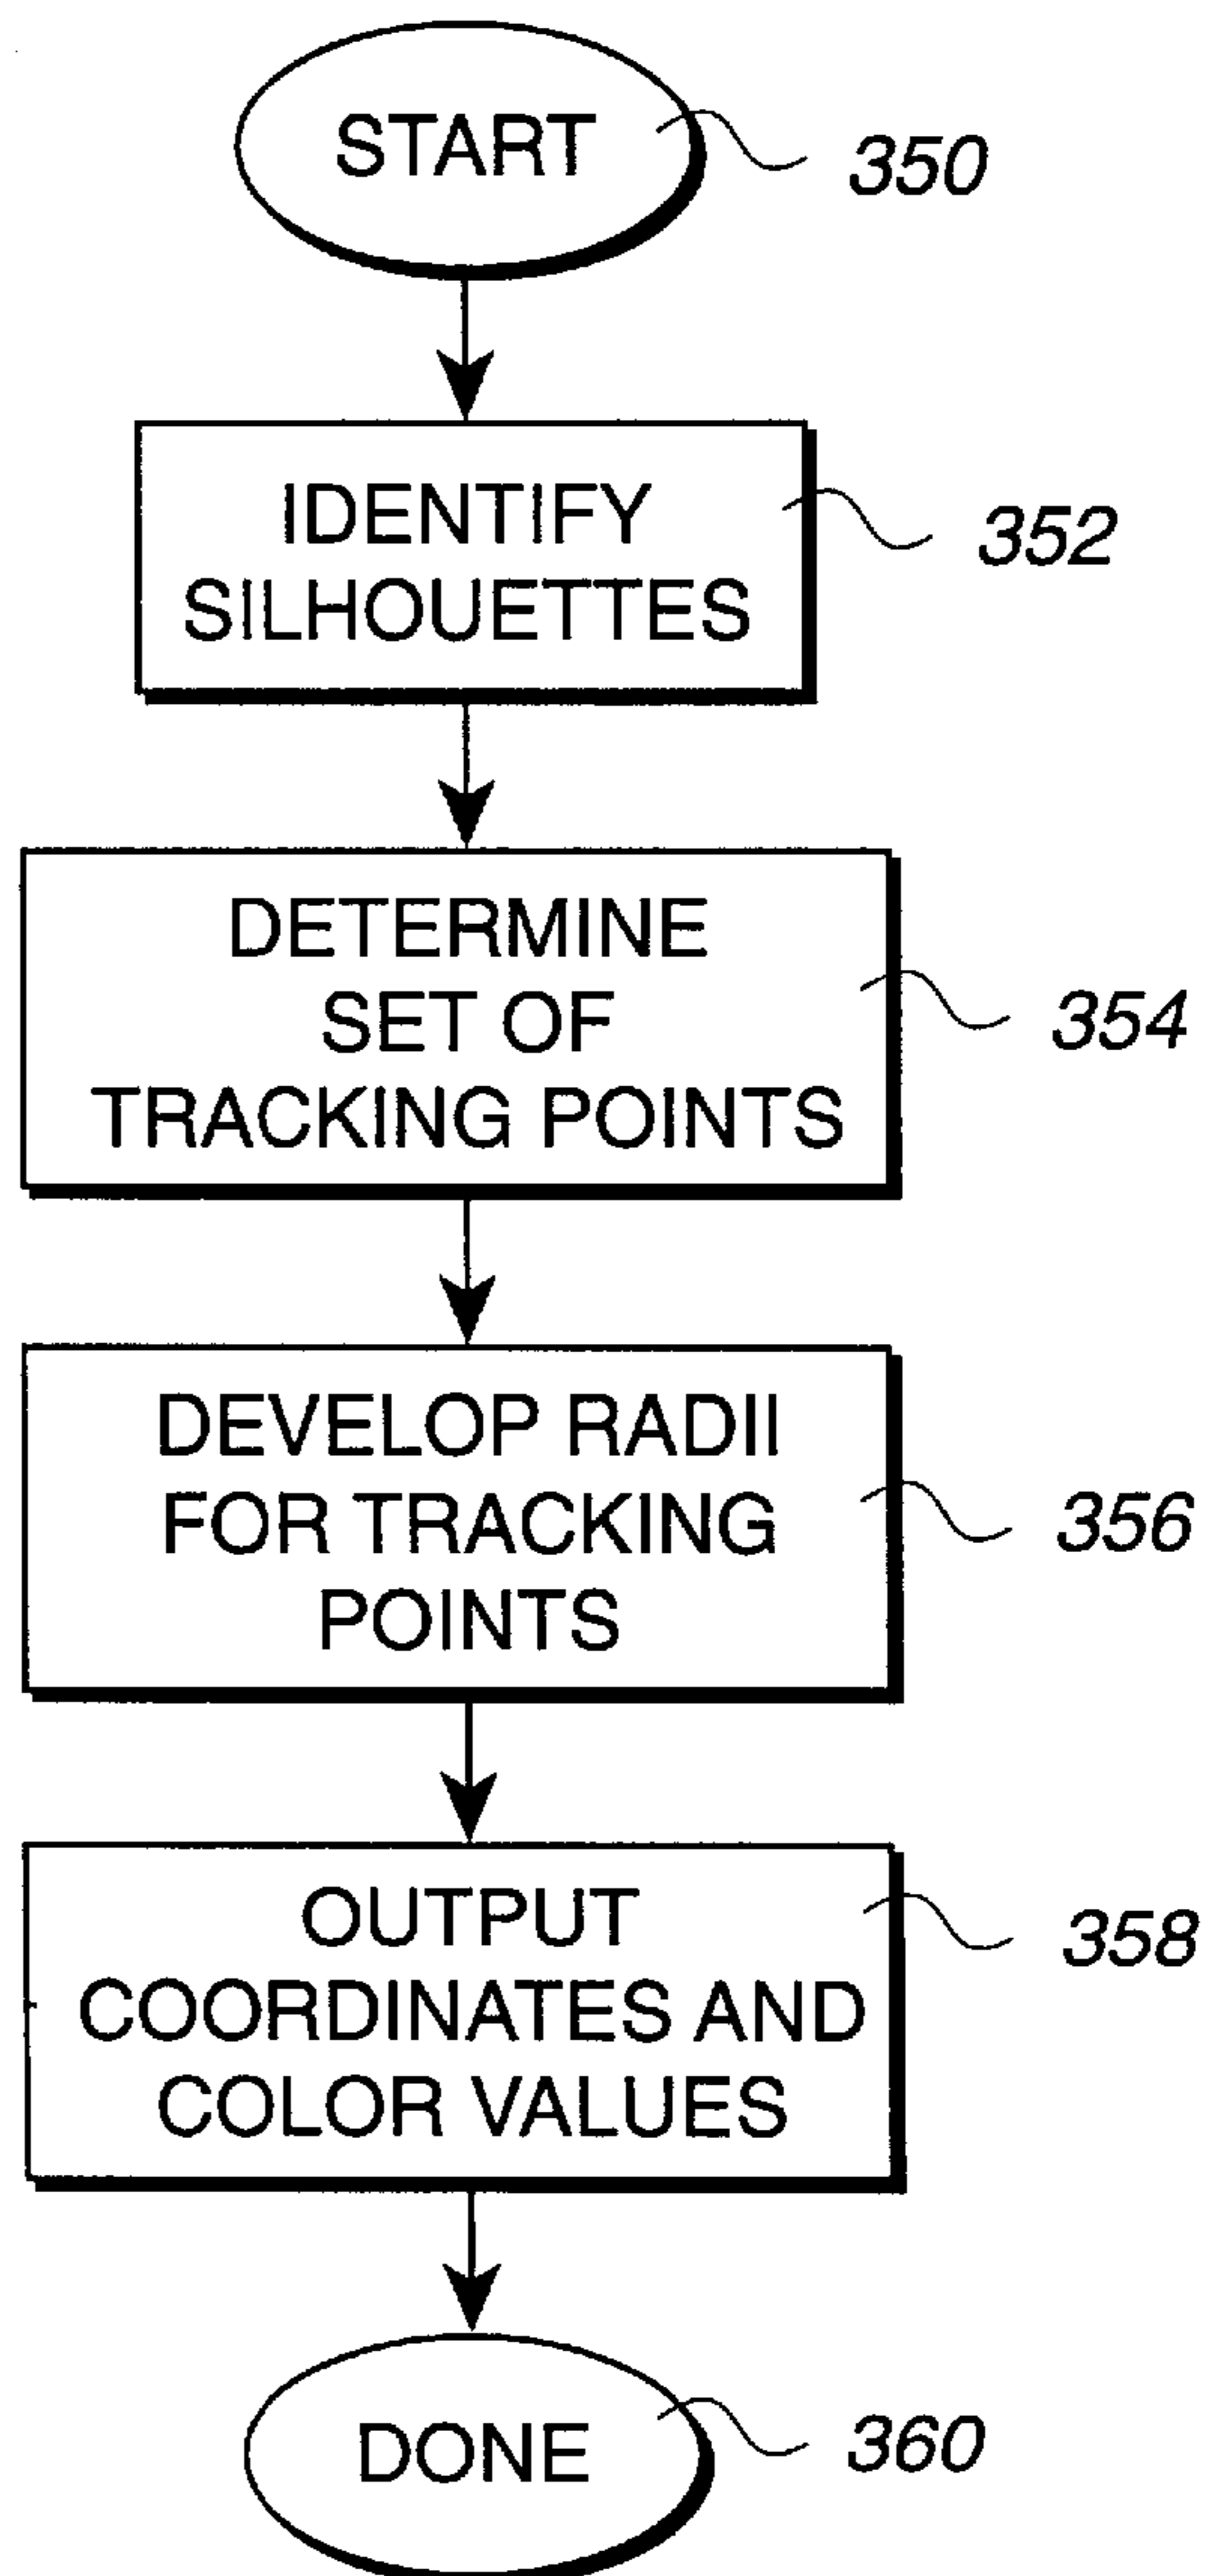 START
350
IDENTIFY
SILHOUETTES
352
DETERMINE
SET OF
TRACKING POINTS
354
DEVELOP RADII
FOR TRACKING
POINTS
356
OUTPUT
COORDINATES AND
COLOR VALUES
358
DONE
360